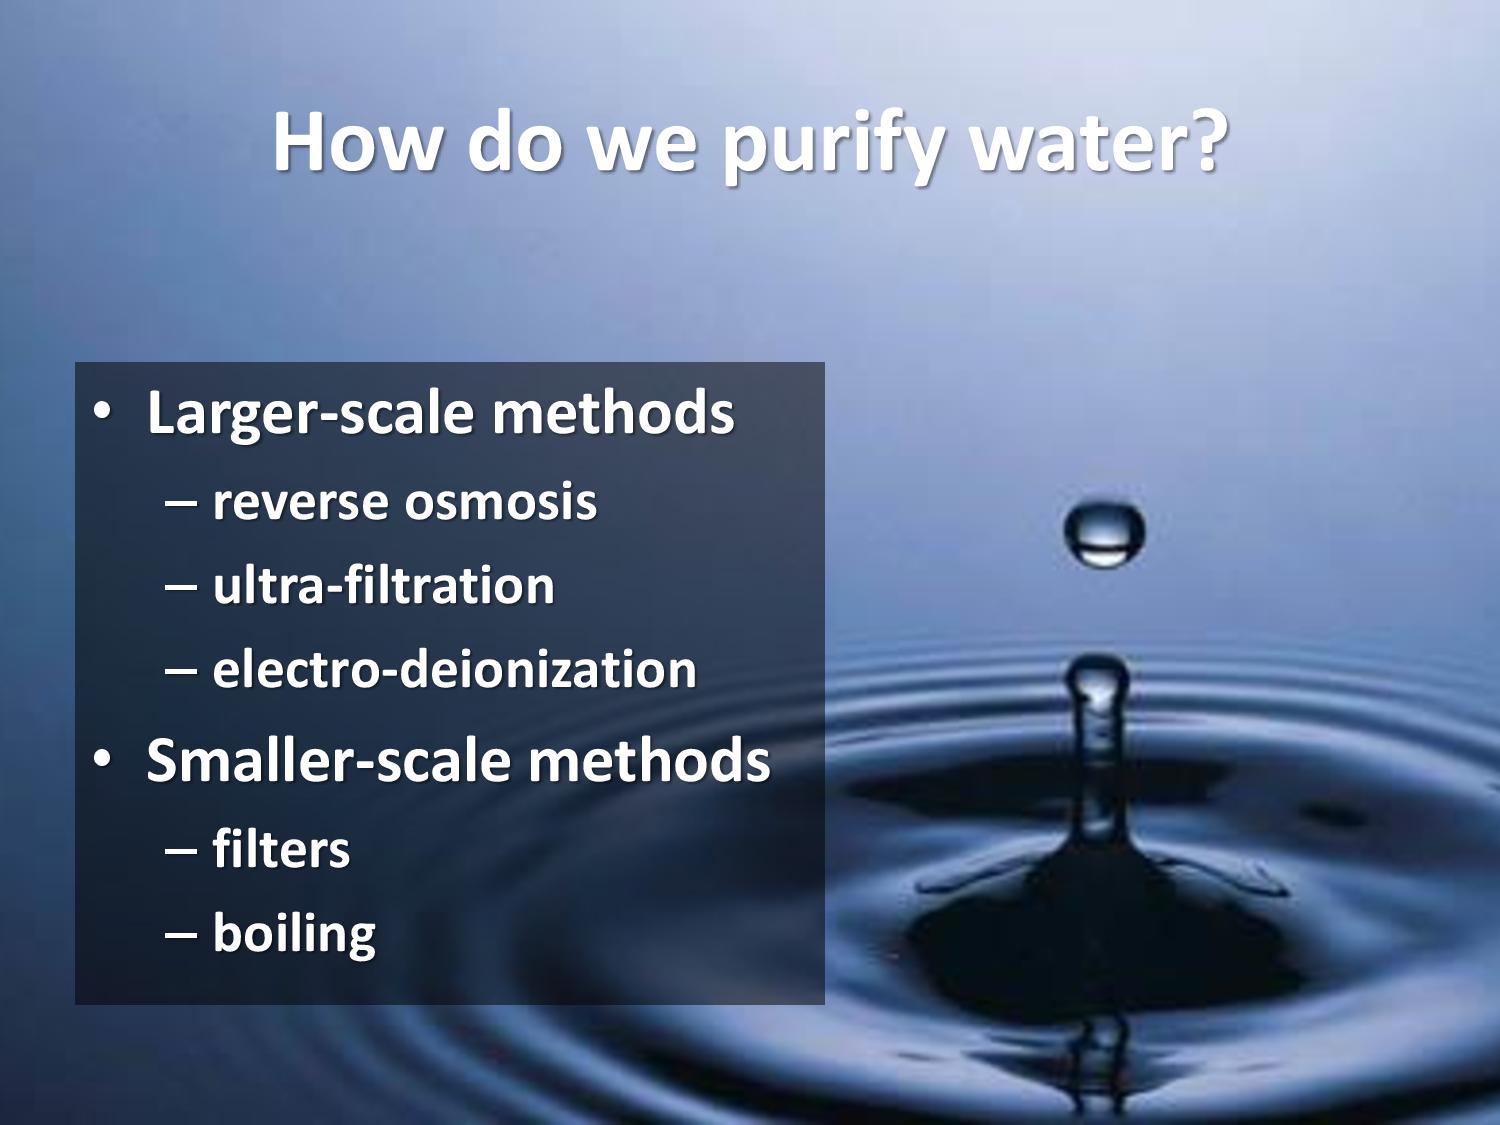 How do we purify water?
• Larger-scale methods
– reverse osmosis
– ultra-filtration
– electro-deionization
• Smaller-scale methods
– filters
– boiling